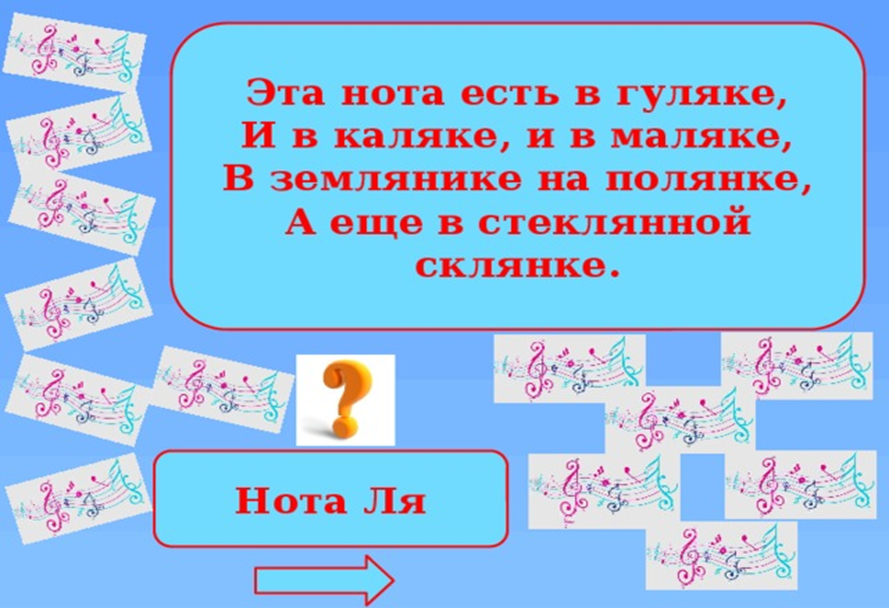 Эта нота есть в гуляке,
И в каляке, и в маляке,
В землянике на полянке,
А еще в стеклянной
склянке.
Нота Ля